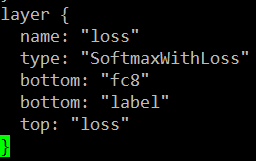 layer {
  name: "loss"
  type: "SoftmaxWithLoss"
  bottom: "fc8"
  bottom: "label"
  top: "loss"
}